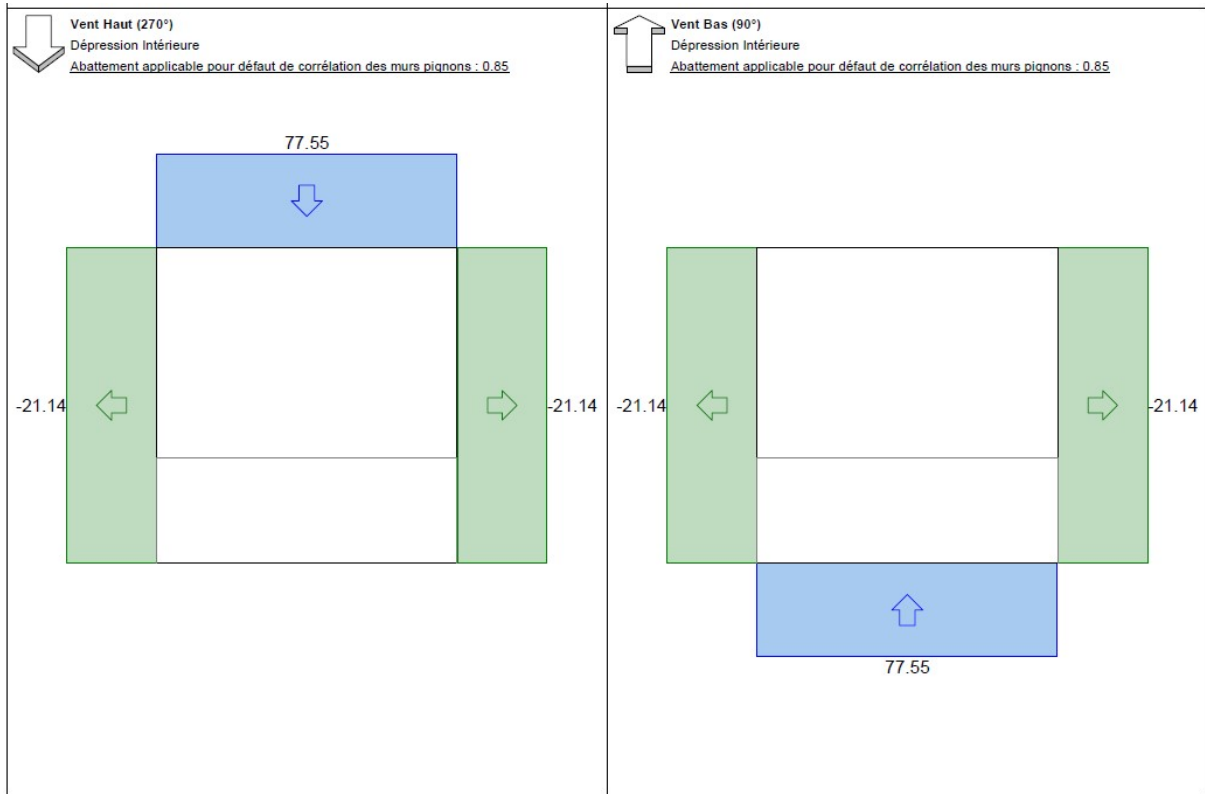 Vent Haut (270°)
Dépression Intérieure
Abattement applicable pour défaut de corrélation des murs pignons : 0.85
77.55
-21.14
-21.14
Vent Bas (90°)
Dépression Intérieure
Abattement applicable pour défaut de corrélation des murs pignons : 0.85
-21.14
-21.14
77.55